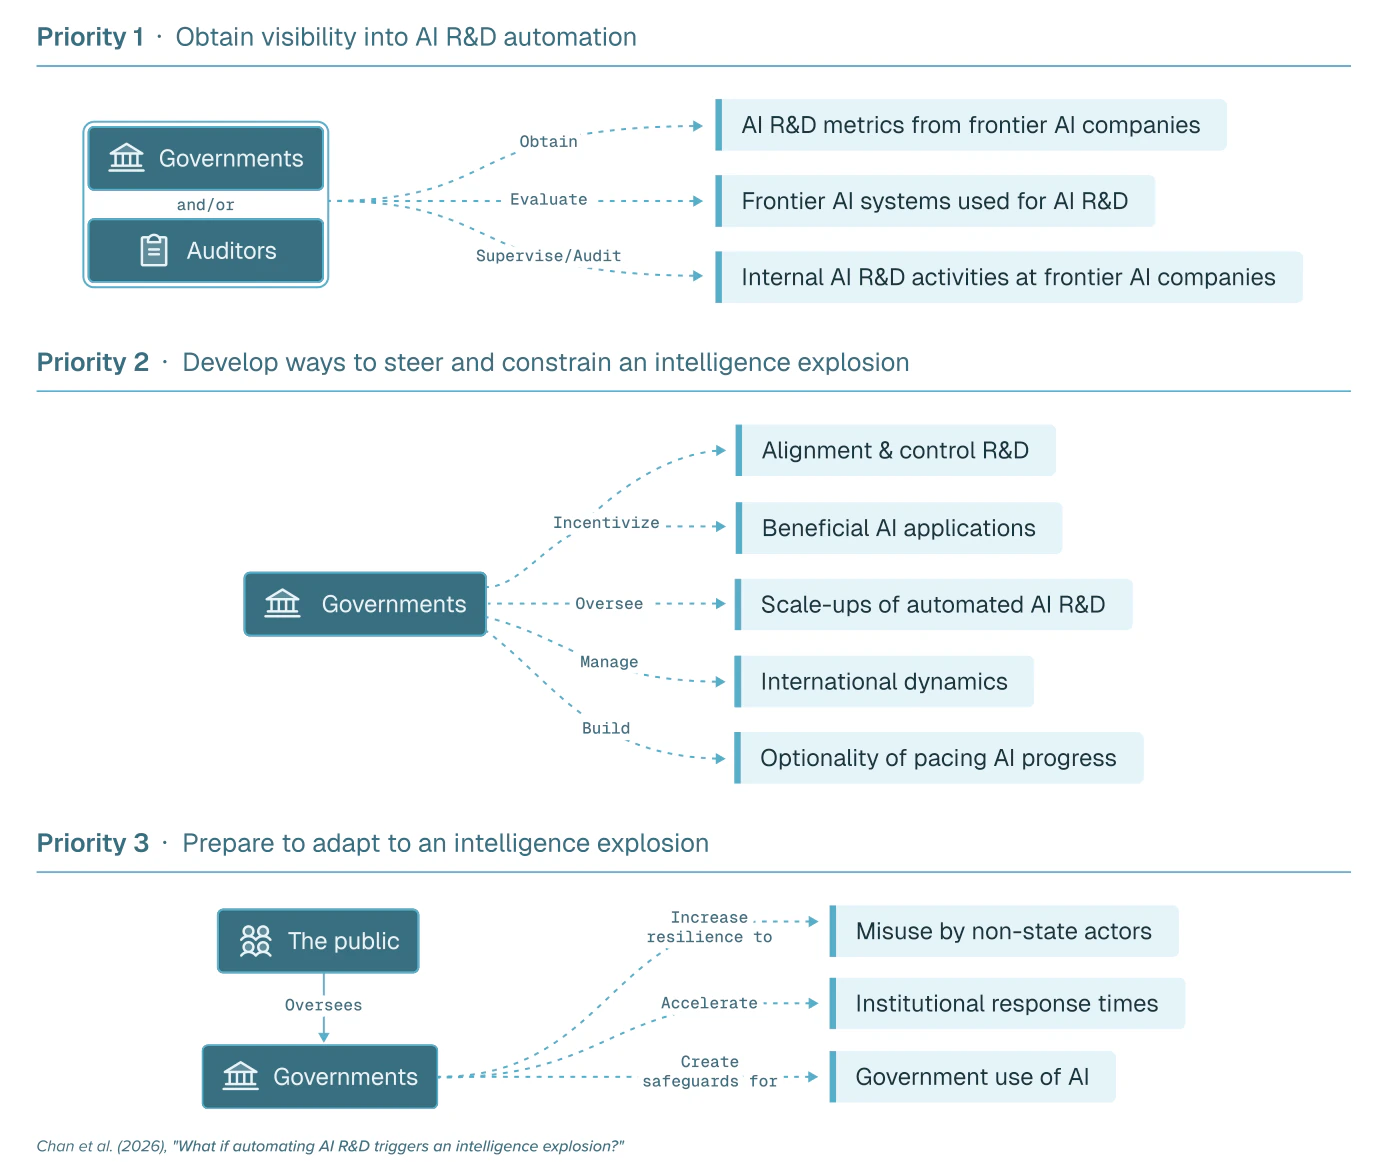 Priority 1 · Obtain visibility into AI R&D automation
Governments
and/or
Auditors
Obtain
AI R&D metrics from frontier AI companies
Evaluate
Frontier AI systems used for AI R&D
Supervise/Audit
Internal AI R&D activities at frontier AI companies
Priority 2 · Develop ways to steer and constrain an intelligence explosion
Governments
Incentivize
Alignment & control R&D
Beneficial AI applications
Oversee
Scale-ups of automated AI R&D
Manage
International dynamics
Build
Optionality of pacing AI progress
Priority 3 · Prepare to adapt to an intelligence explosion
The public
Oversees
Governments
Increase
resilience to
Misuse by non-state actors
Accelerate
Institutional response times
Create
safeguards for
Government use of AI
Chan et al. (2026), "What if automating AI R&D triggers an intelligence explosion?"